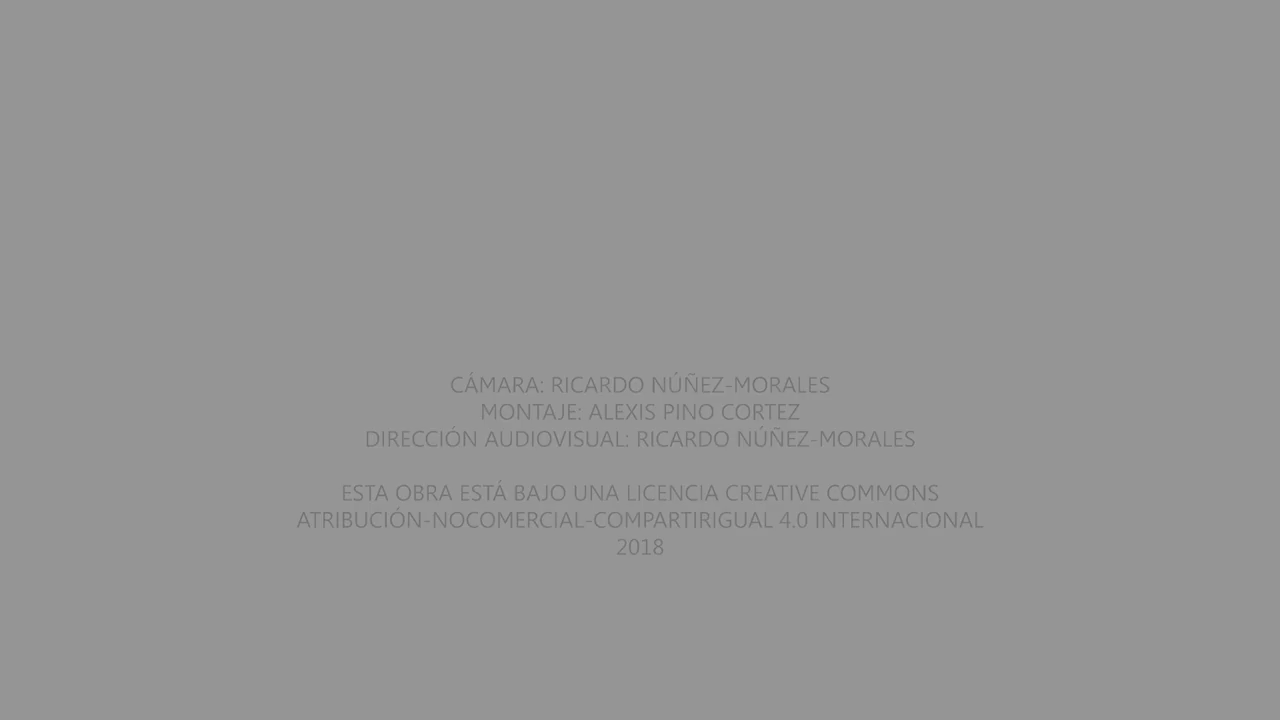 CÁMARA: RICARDO NÚÑEZ-MORALES
MONTAJE: ALEXIS PINO CORTEZ
DIRECCIÓN AUDIOVISUAL: RICARDO NÚÑEZ-MORALES
ESTA OBRA ESTÁ BAJO UNA LICENCIA CREATIVE COMMONS
ATRIBUCIÓN-NOCOMERCIAL-COMPARTIRIGUAL 4.0 INTERNACIONAL
2018